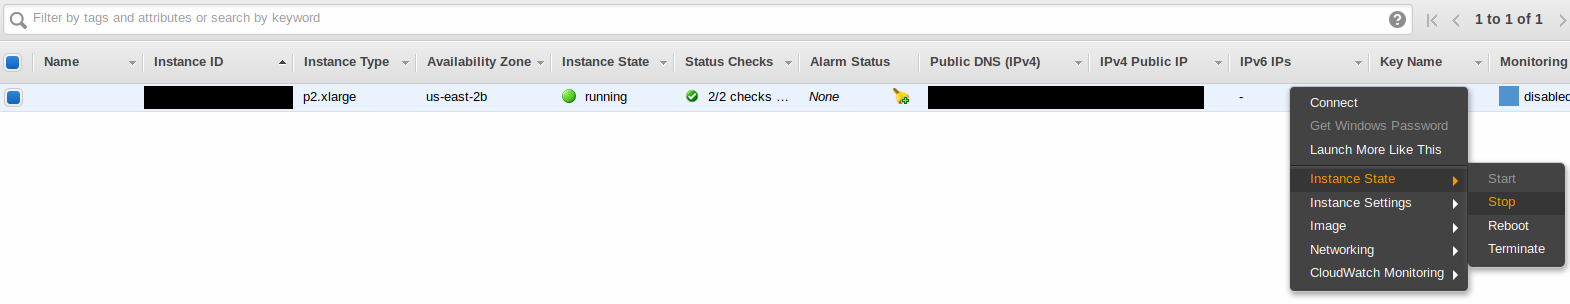 Filter by tags and attributes or search by keyword
? 1 to 1 of 1
Name Instance ID Instance Type Availability Zone Instance State Status Checks Alarm Status Public DNS (IPv4) IPv4 Public IP IPv6 IPs Key Name Monitoring
p2.xlarge us-east-2b running 2/2 checks ... None - disabled
Connect
Get Windows Password
Launch More Like This
Instance State
Instance Settings
Image
Networking
CloudWatch Monitoring
Start
Stop
Reboot
Terminate